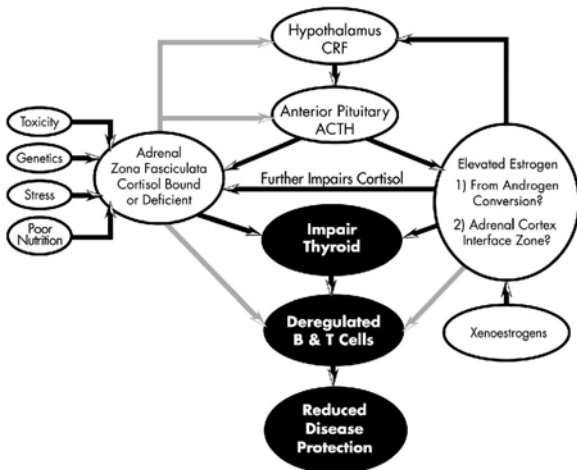 Hypothalamus
CRF
Anterior Pituitary
ACTH
Toxicity
Genetics
Stress
Poor
Nutrition
Adrenal
Zona Fasciculata
Cortisol Bound
or Deficient
Further Impairs Cortisol
Elevated Estrogen
1) From Androgen
Conversion?
2) Adrenal Cortex
Interface Zone?
Impair
Thyroid
Deregulated
B & T Cells
Xenoestrogens
Reduced
Disease
Protection